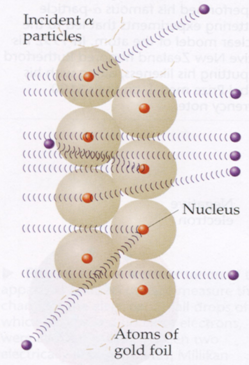 Incident α
particles
Nucleus
Atoms of
gold foil